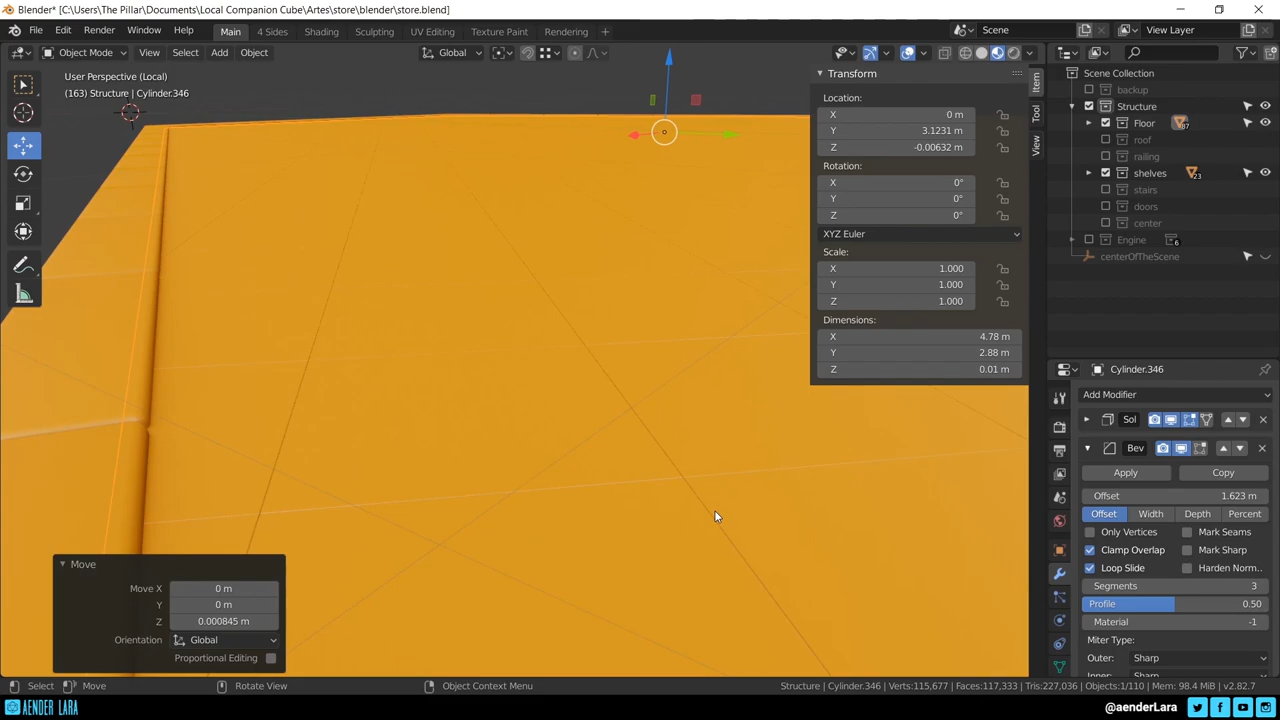 Blender* [C:\Users\The Pillar\Documents\Local Companion Cube\Artes\store\blender\store.blend]
File Edit Render Window Help Main 4 Sides Shading Sculpting UV Editing Texture Paint Rendering + Scene View Layer
Object Mode View Select Add Object Global
User Perspective (Local)
(163) Structure | Cylinder.346
Transform
Location:
X 0 m
Y 3.1231 m
Z -0.00632 m
Rotation:
X 0°
Y 0°
Z 0°
XYZ Euler
Scale:
X 1.000
Y 1.000
Z 1.000
Dimensions:
X 4.78 m
Y 2.88 m
Z 0.01 m
Item
Tool
View
Scene Collection
backup
Structure
Floor 87
roof
railing
shelves 23
stairs
doors
center
Engine 6
centerOfTheScene
Cylinder.346
Add Modifier
Sol
Bev
Apply Copy
Offset 1.623 m
Offset Width Depth Percent
Only Vertices Mark Seams
Clamp Overlap Mark Sharp
Loop Slide Harden Norm..
Segments 3
Profile 0.50
Material -1
Miter Type:
Outer: Sharp
Inner: Sharp
Move
Move X 0 m
Y 0 m
Z 0.000845 m
Orientation Global
Proportional Editing
Select Move Rotate View Object Context Menu Structure | Cylinder.346 | Verts:115,677 | Faces:117,333 | Tris:227,036 | Objects:1/110 | Mem: 98.4 MiB | v2.82.7
AENDER LARA @aenderLara